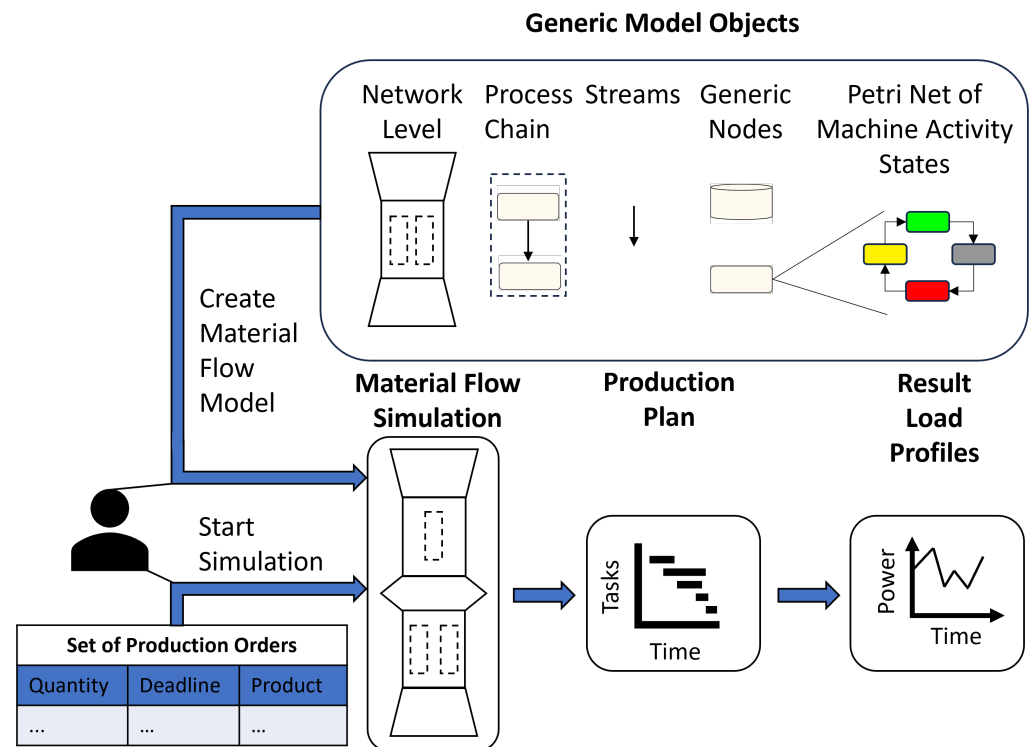 Generic Model Objects
Network
Level
Process
Chain
Streams
Generic
Nodes
Petri Net of
Machine Activity
States
Create
Material
Flow
Model
Material Flow
Simulation
Production
Plan
Result
Load
Profiles
Start
Simulation
Tasks
Time
Power
Time
Set of Production Orders
Quantity Deadline Product
... ... ...